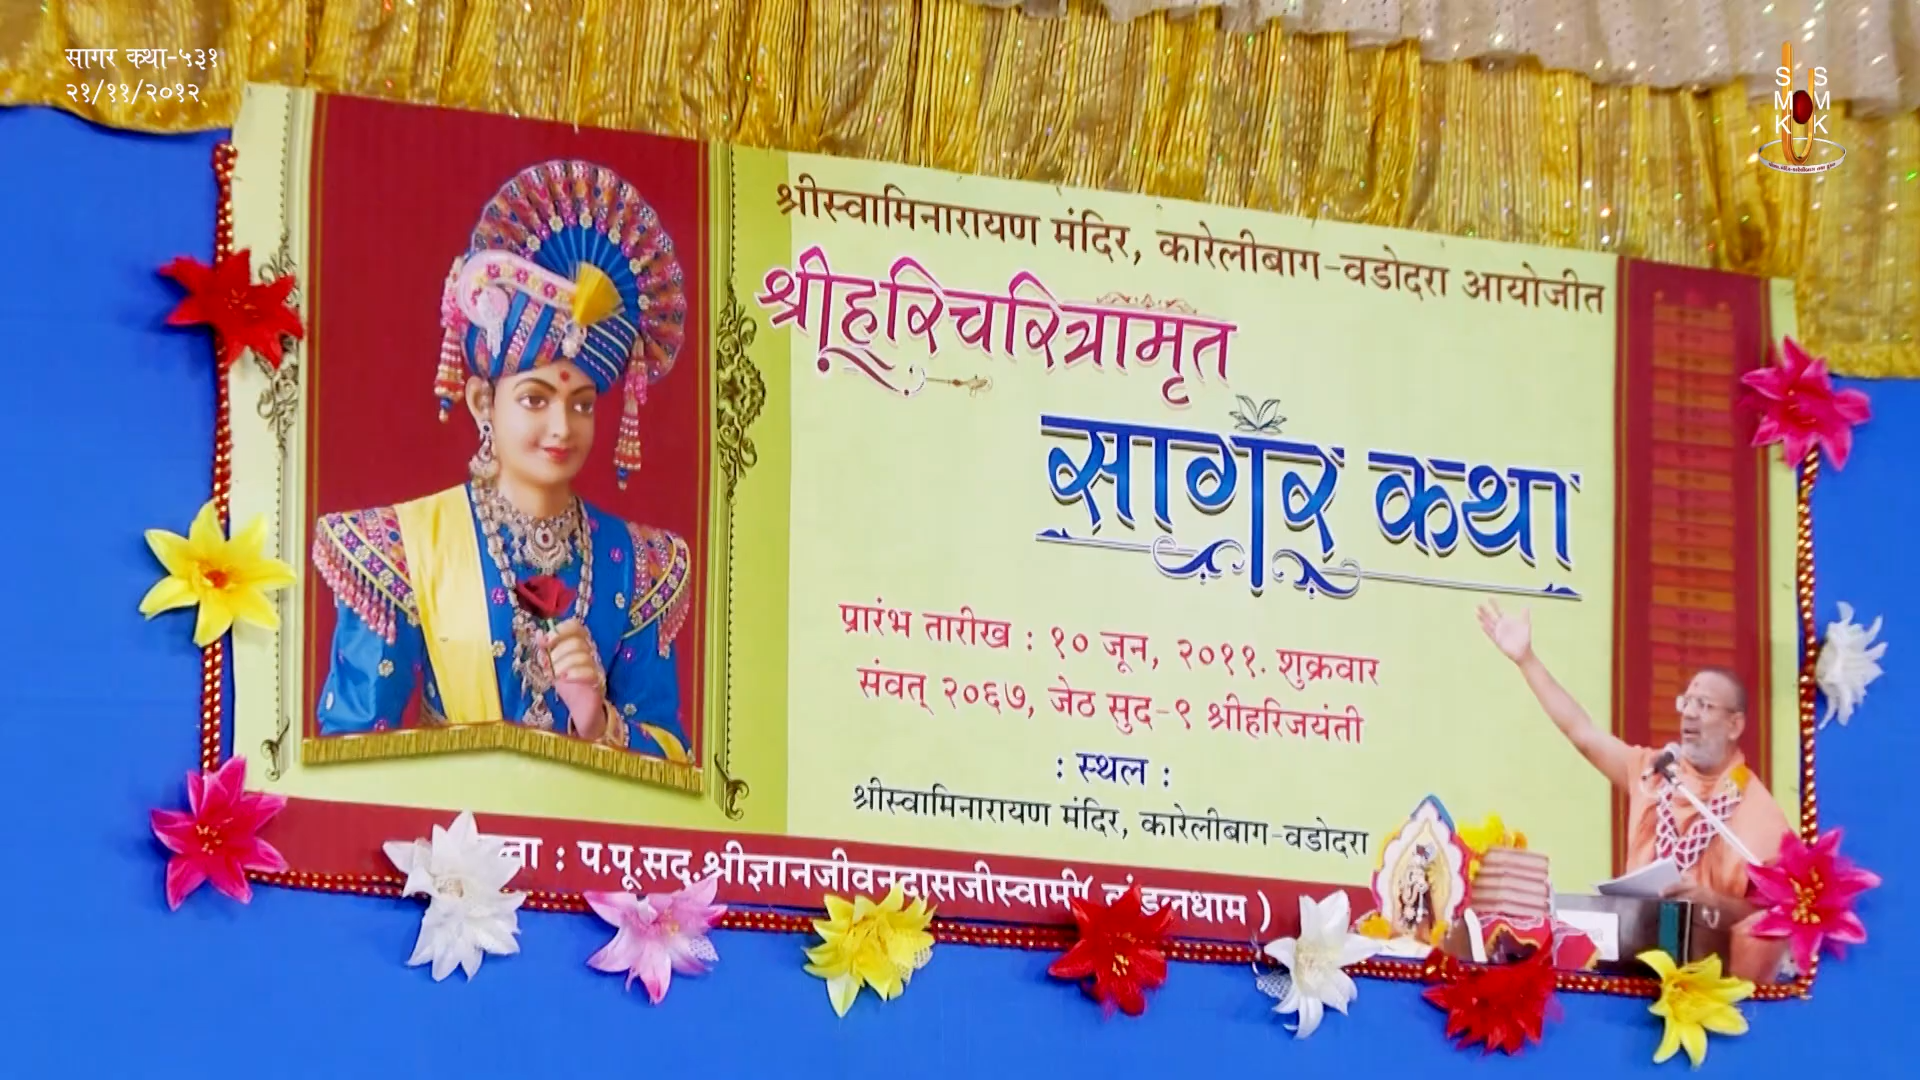 सागर कथा-५३१
२१/११/२०१२
S S
M M
K K
श्रीस्वामिनारायण मंदिर, कारेलीबाग-वडोदरा आयोजीत
श्रीहरिचरित्रामृत
सागर कथा
प्रारंभ तारीख : १० जून, २०११. शुक्रवार
संवत् २०६७, जेठ सुद-९ श्रीहरिजयंती
: स्थल :
श्रीस्वामिनारायण मंदिर, कारेलीबाग-वडोदरा
: प.पू.सद्.श्रीज्ञानजीवनदासजीस्वामी